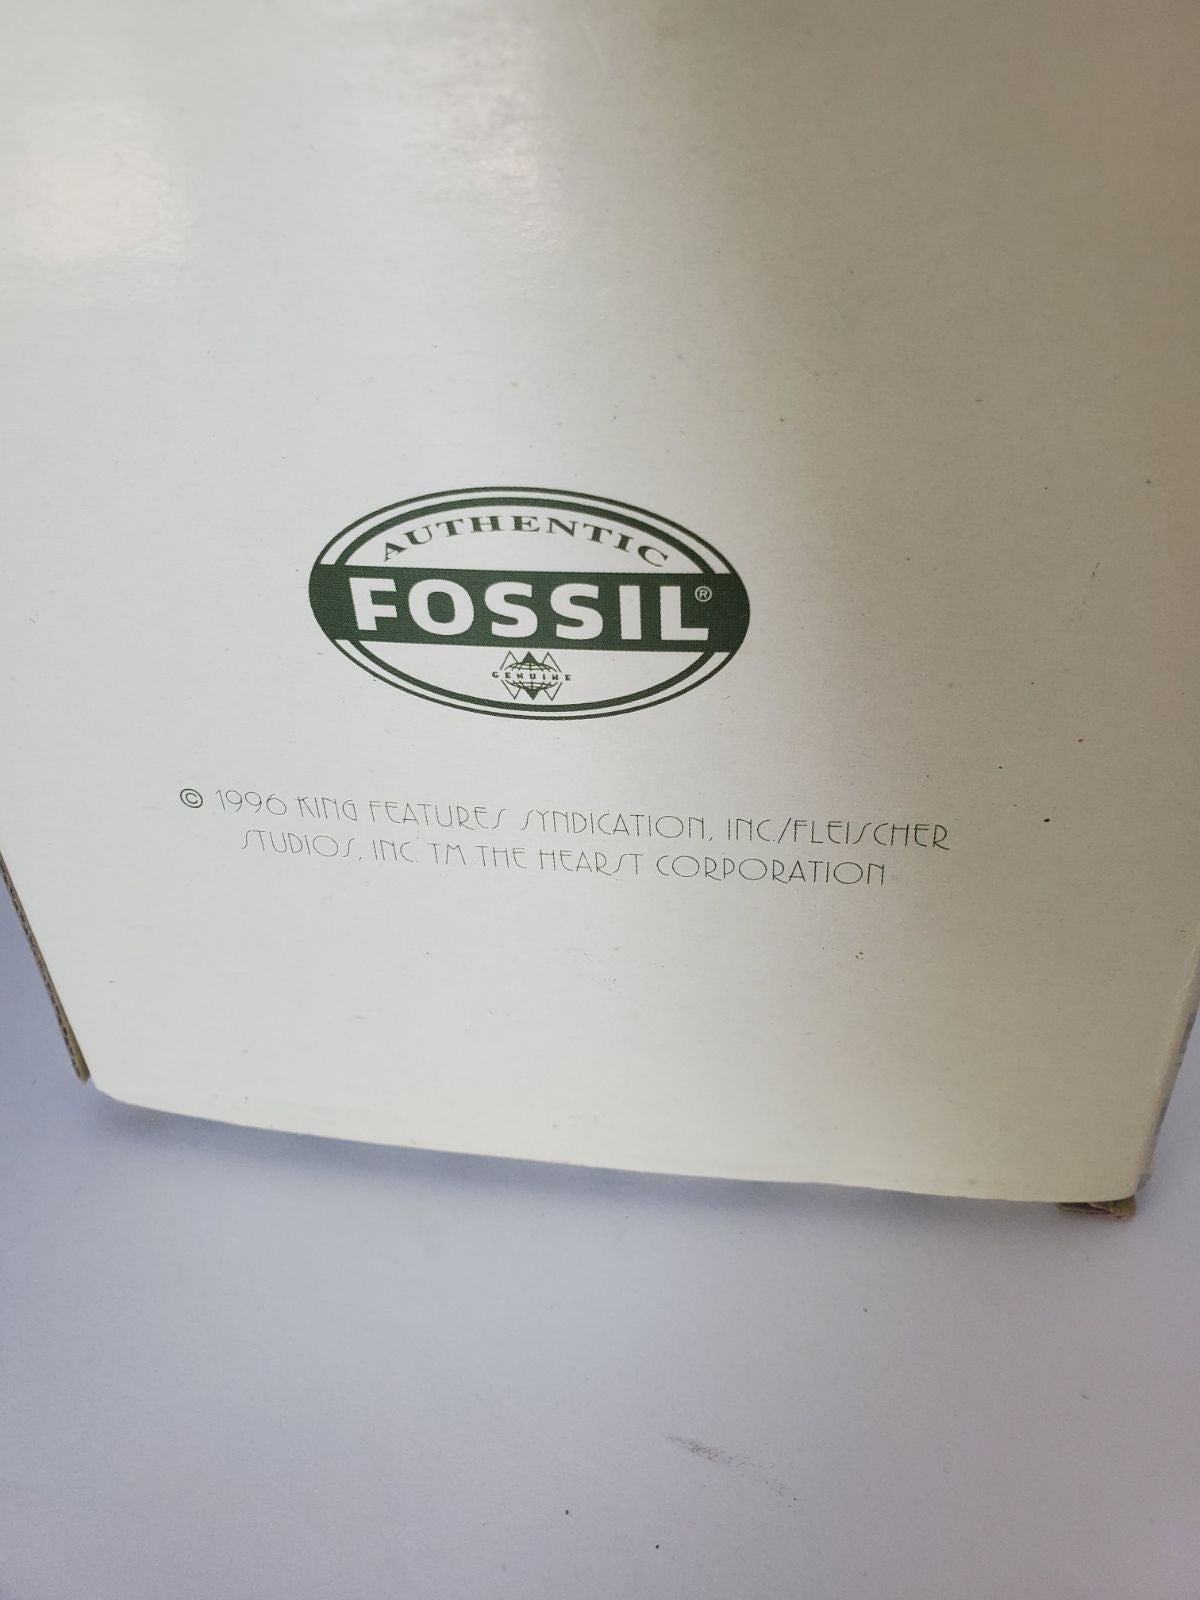 AUTHENTIC
FOSSIL®
GENUINE
© 1996 KING FEATURES SYNDICATION, INC/FLEISCHER
STUDIOS, INC. TM THE HEARST CORPORATION